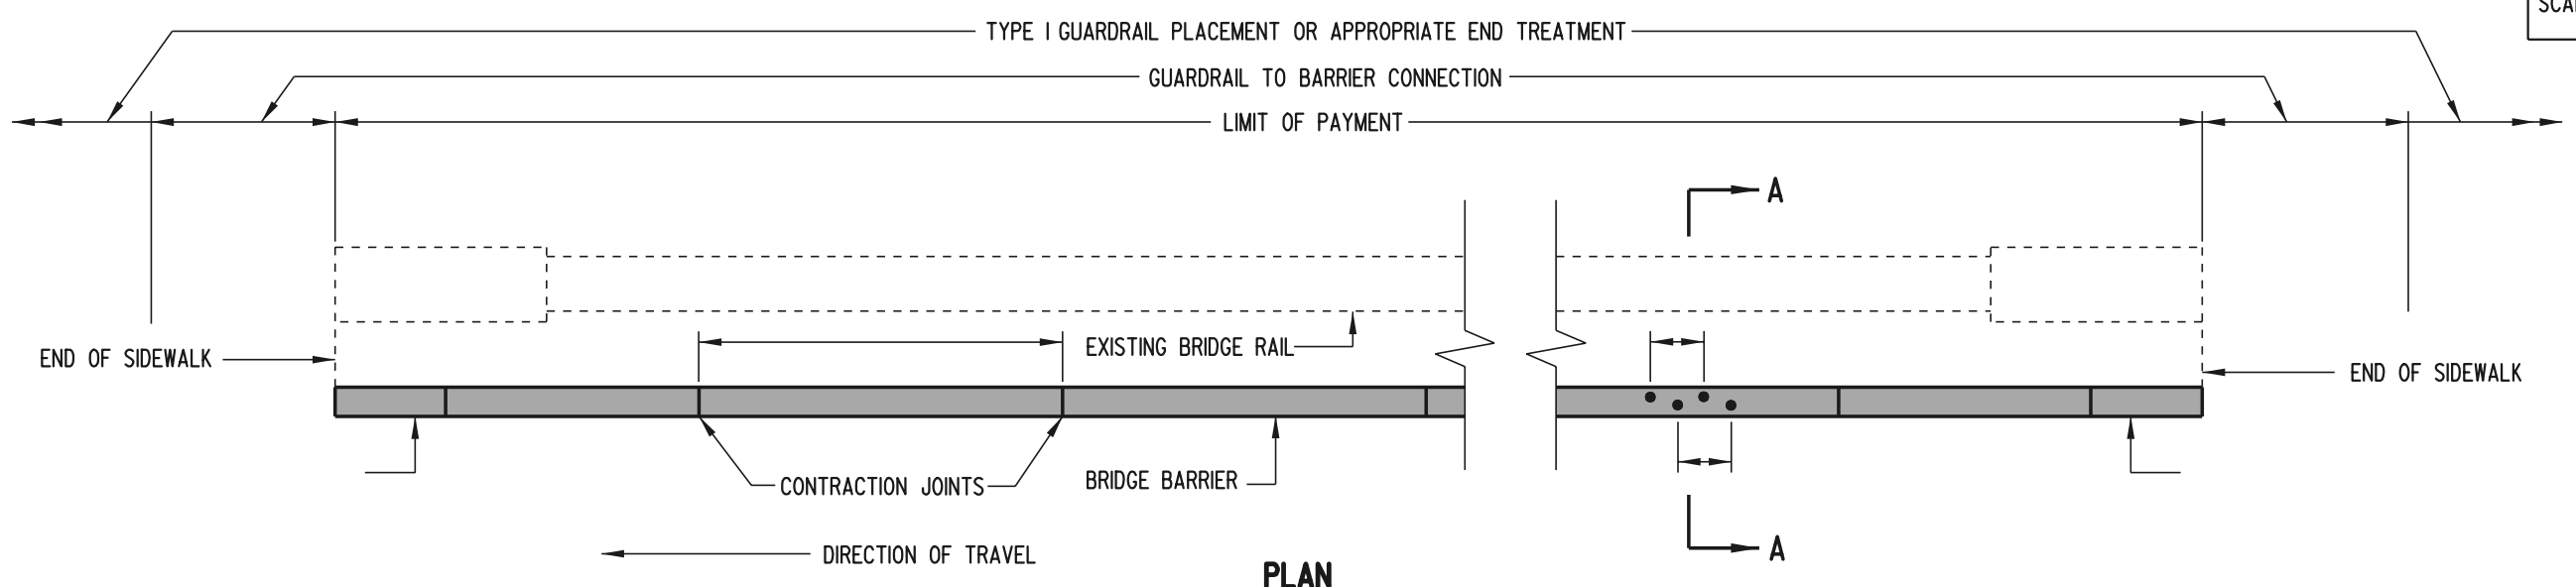 TYPE I GUARDRAIL PLACEMENT OR APPROPRIATE END TREATMENT
GUARDRAIL TO BARRIER CONNECTION
LIMIT OF PAYMENT
A
EXISTING BRIDGE RAIL
END OF SIDEWALK
END OF SIDEWALK
CONTRACTION JOINTS
BRIDGE BARRIER
DIRECTION OF TRAVEL
A
PLAN